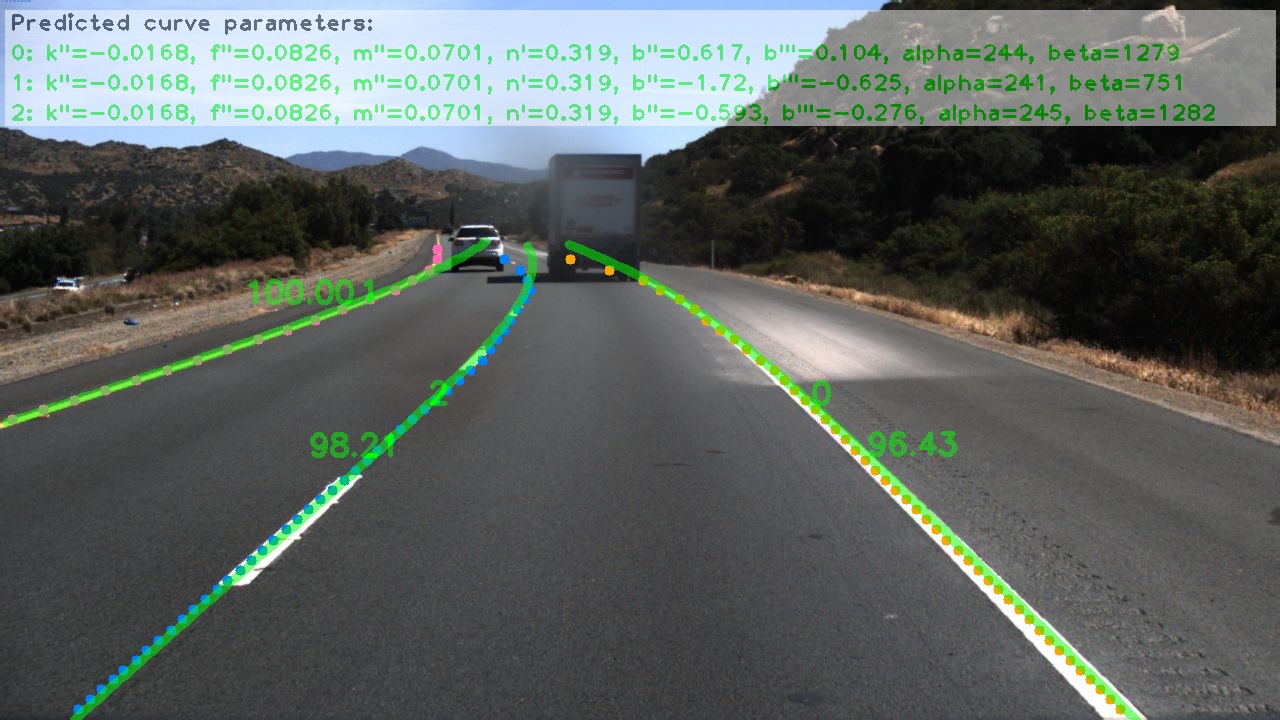 Predicted curve parameters:
0: k''=-0.0168, f''=0.0826, m''=0.0701, n'=0.319, b''=0.617, b'''=0.104, alpha=244, beta=1279
1: k''=-0.0168, f''=0.0826, m''=0.0701, n'=0.319, b''=-1.72, b'''=-0.625, alpha=241, beta=751
2: k''=-0.0168, f''=0.0826, m''=0.0701, n'=0.319, b''=-0.593, b'''=-0.276, alpha=245, beta=1282
100.00 1
2
0
98.21
96.43